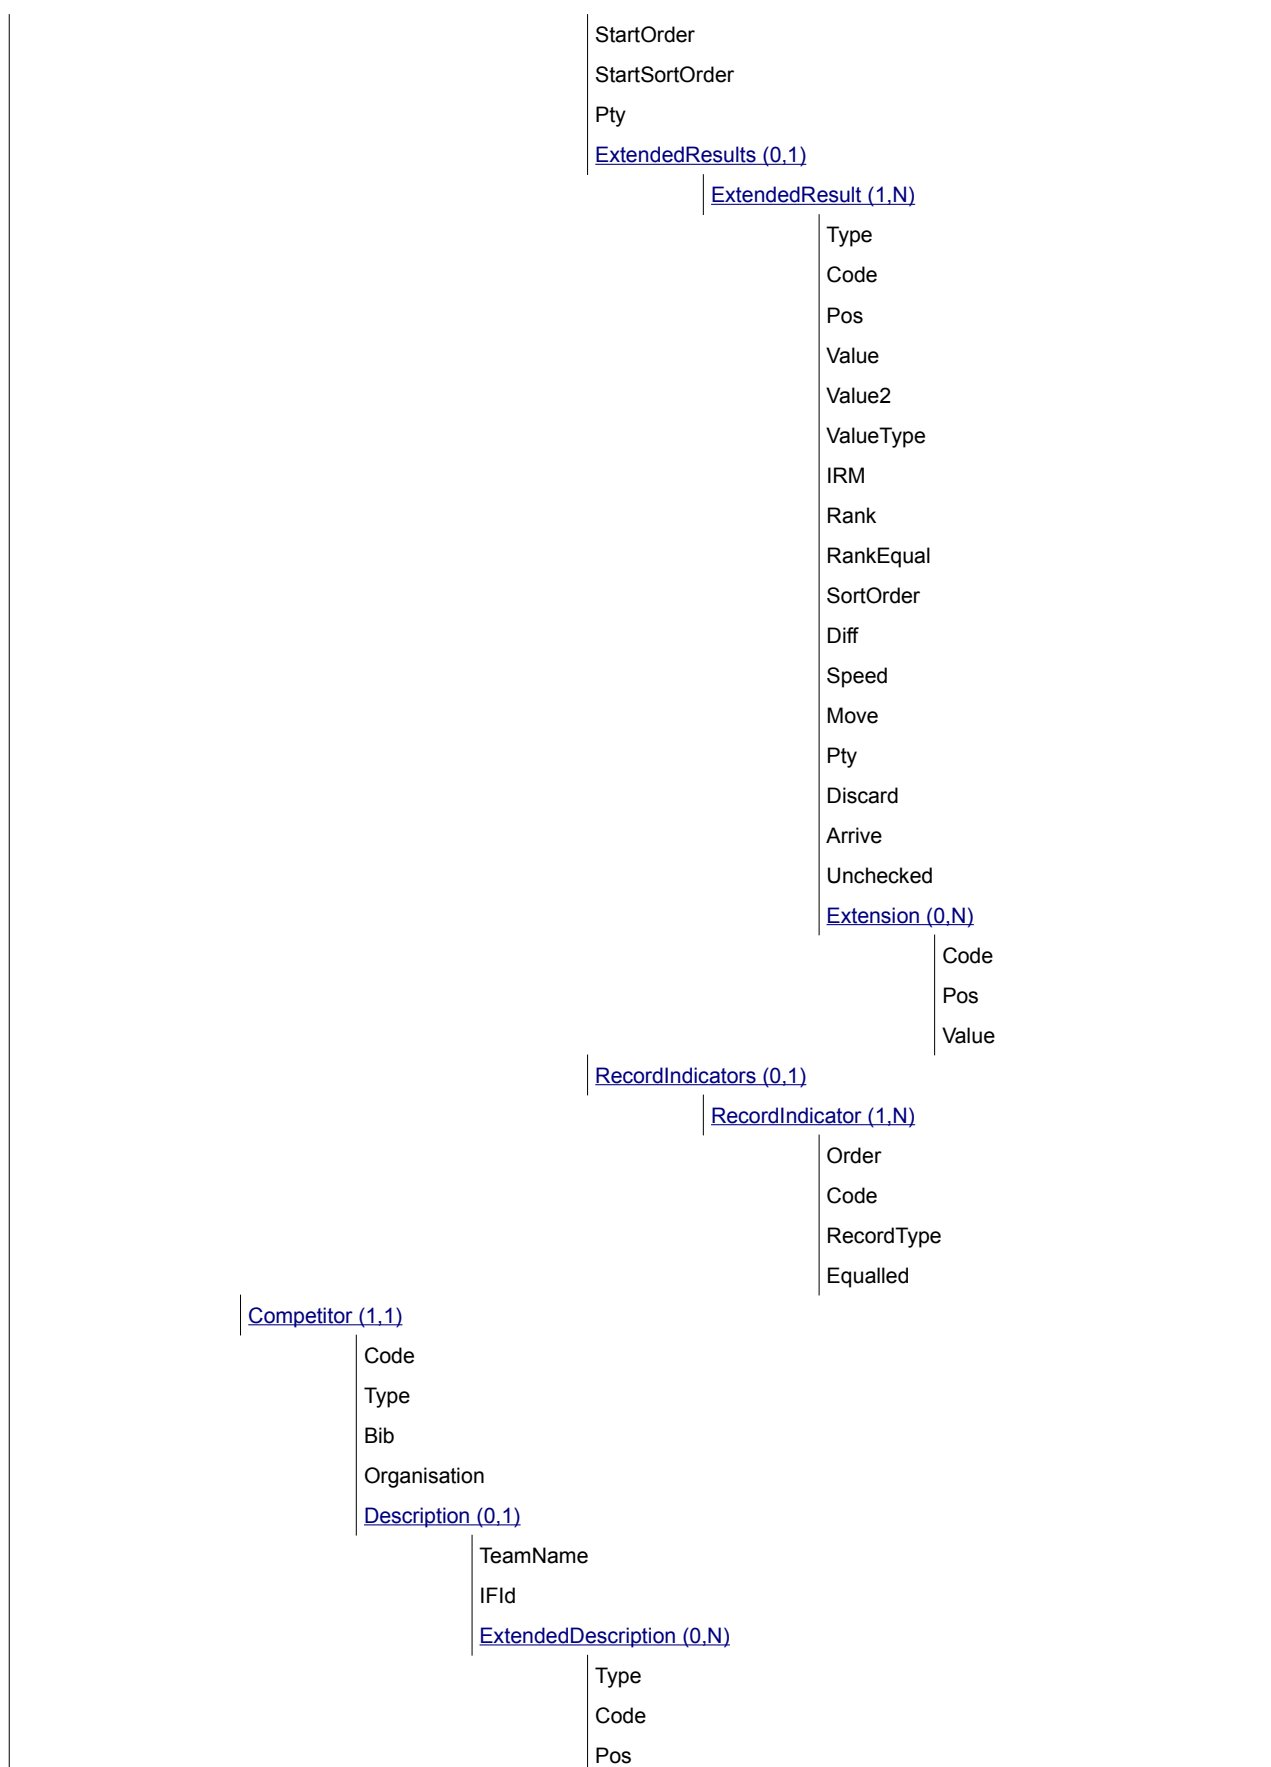 StartOrder
StartSortOrder
Pty
ExtendedResults (0,1)
ExtendedResult (1,N)
Type
Code
Pos
Value
Value2
ValueType
IRM
Rank
RankEqual
SortOrder
Diff
Speed
Move
Pty
Discard
Arrive
Unchecked
Extension (0,N)
Code
Pos
Value
RecordIndicators (0,1)
RecordIndicator (1,N)
Order
Code
RecordType
Equalled
Competitor (1,1)
Code
Type
Bib
Organisation
Description (0,1)
TeamName
IFId
ExtendedDescription (0,N)
Type
Code
Pos